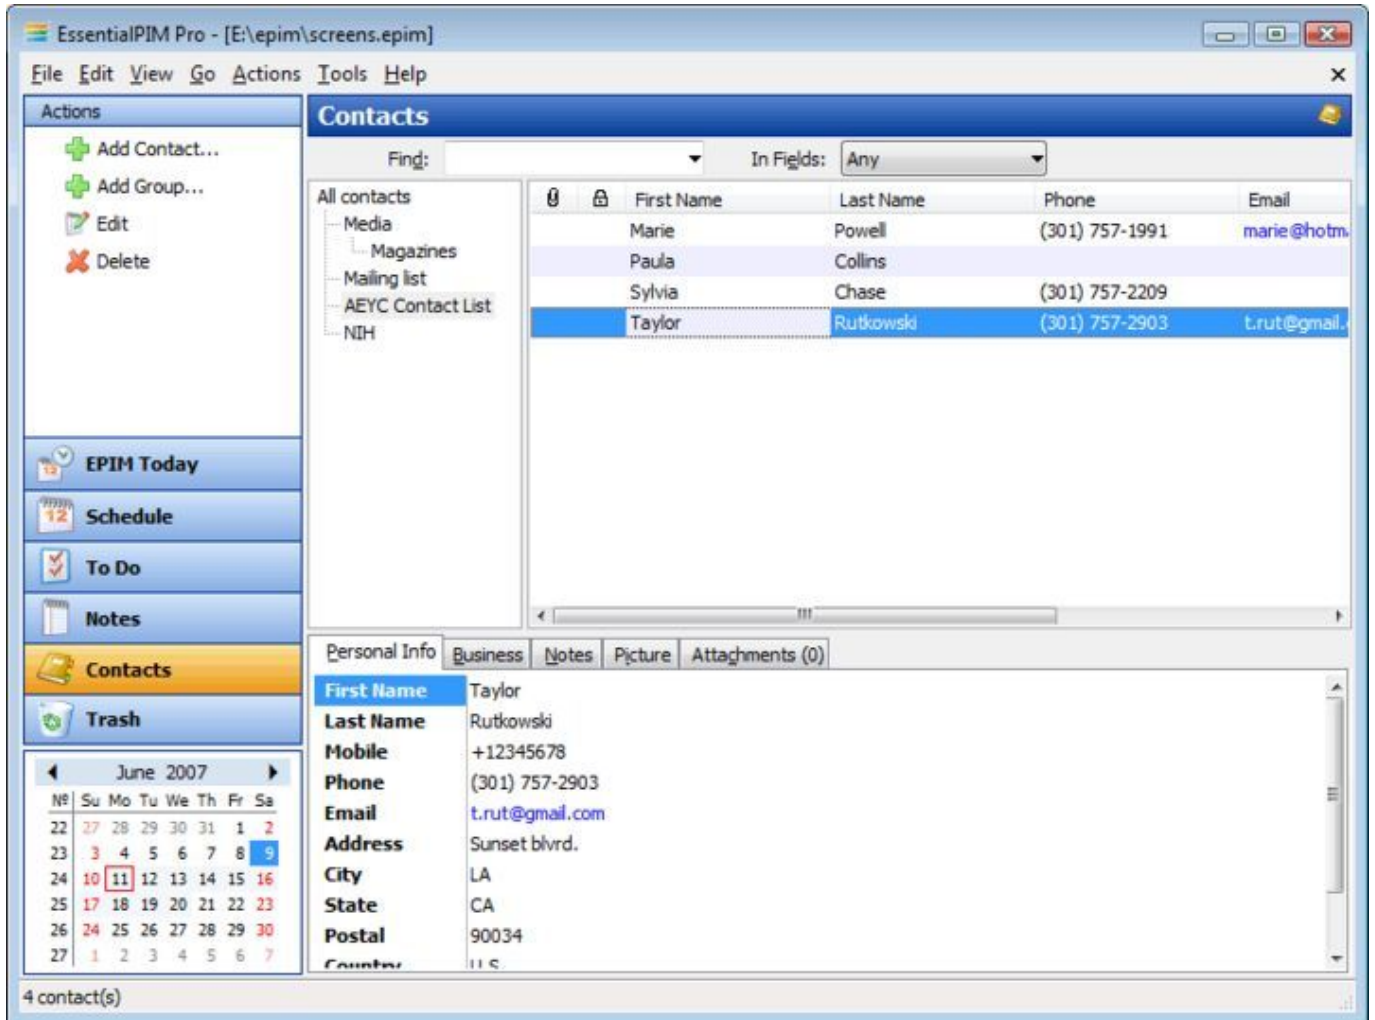 EssentialPIM Pro - [E:\epim\screens.epim]
File Edit View Go Actions Tools Help
Actions
Add Contact...
Add Group...
Edit
Delete
EPIM Today
Schedule
To Do
Notes
Contacts
Trash
June 2007
Nº Su Mo Tu We Th Fr Sa
22 27 28 29 30 31 1 2
23 3 4 5 6 7 8 9
24 10 11 12 13 14 15 16
25 17 18 19 20 21 22 23
26 24 25 26 27 28 29 30
27 1 2 3 4 5 6 7
Contacts
Find: In Fields: Any
All contacts
Media
Magazines
Mailing list
AEYC Contact List
NIH
First Name Last Name Phone Email
Marie Powell (301) 757-1991 marie@hotm
Paula Collins
Sylvia Chase (301) 757-2209
Taylor Rutkowski (301) 757-2903 t.rut@gmail.
Personal Info Business Notes Picture Attachments (0)
First Name Taylor
Last Name Rutkowski
Mobile +12345678
Phone (301) 757-2903
Email t.rut@gmail.com
Address Sunset blvrd.
City LA
State CA
Postal 90034
Country U.S.
4 contact(s)